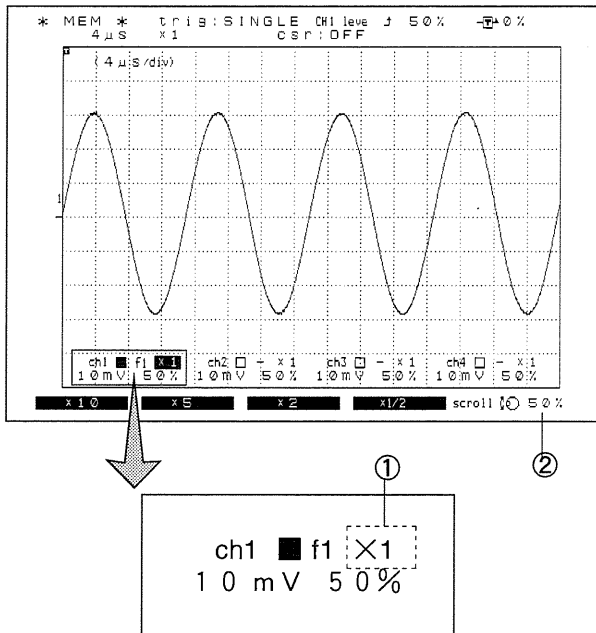 * MEM * trig:SINGLE CH1 leve 50% T 0%
4μs ×1 csr:OFF
(4μs/div)
1
ch1 ■ f1 ×1 ch2 □ - ×1 ch3 □ - ×1 ch4 □ - ×1
10mV 50% 10mV 50% 10mV 50% 10mV 50%
×10 ×5 ×2 ×1/2 scroll 50%
① ②
ch1 ■ f1 ×1
10 mV 50%